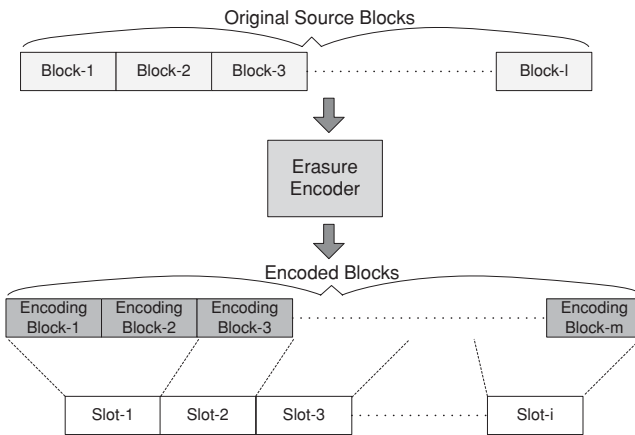 Original Source Blocks
Block-1 Block-2 Block-3 Block-l
Erasure
Encoder
Encoded Blocks
Encoding Encoding Encoding Encoding
Block-1 Block-2 Block-3 Block-m
Slot-1 Slot-2 Slot-3 Slot-i